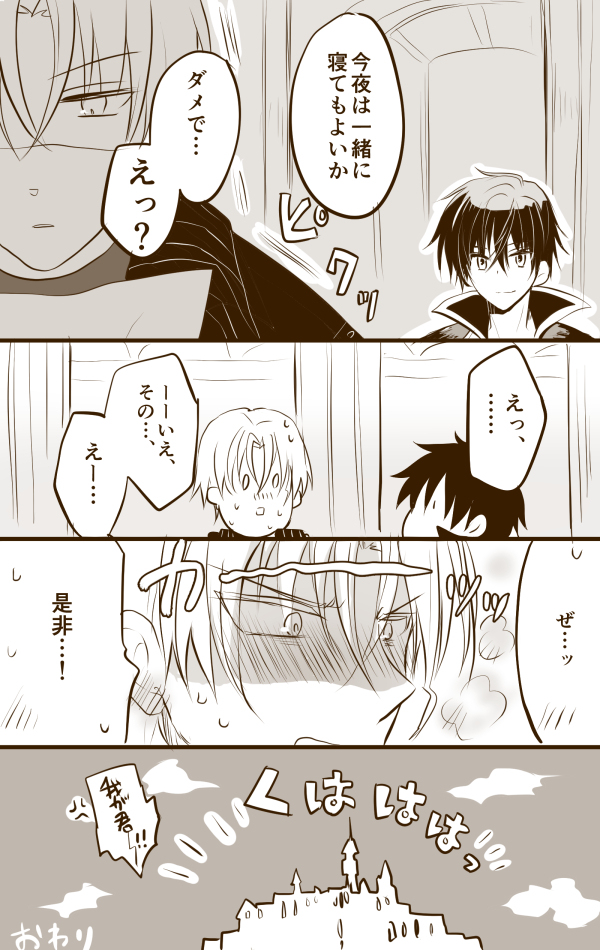 今夜は一緒に
寝てもよいか
ダメで…
えっ？
ピクッ
えっ、
……
ーーいえ、
その…、
えー…
カーーッッ
ぜ…ッ
是非…！
くははははっ
我が君
!!
おわり